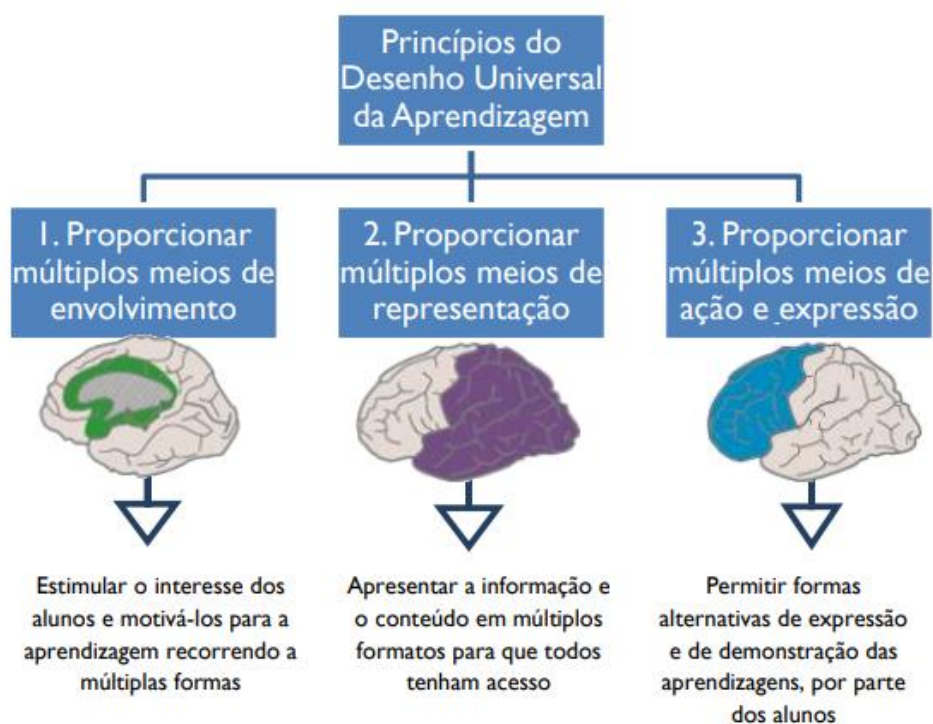 Princípios do
Desenho Universal
da Aprendizagem
1. Proporcionar
múltiplos meios de
envolvimento
2. Proporcionar
múltiplos meios de
representação
3. Proporcionar
múltiplos meios de
ação e expressão
Estimular o interesse dos
alunos e motivá-los para a
aprendizagem recorrendo a
múltiplas formas
Apresentar a informação e
o conteúdo em múltiplos
formatos para que todos
tenham acesso
Permitir formas
alternativas de expressão
e de demonstração das
aprendizagens, por parte
dos alunos